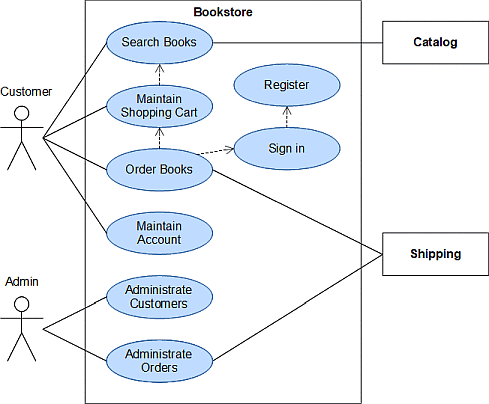 Bookstore
Search Books
Catalog
Customer
Maintain
Shopping Cart
Register
Order Books
Sign in
Maintain
Account
Shipping
Admin
Administrate
Customers
Administrate
Orders